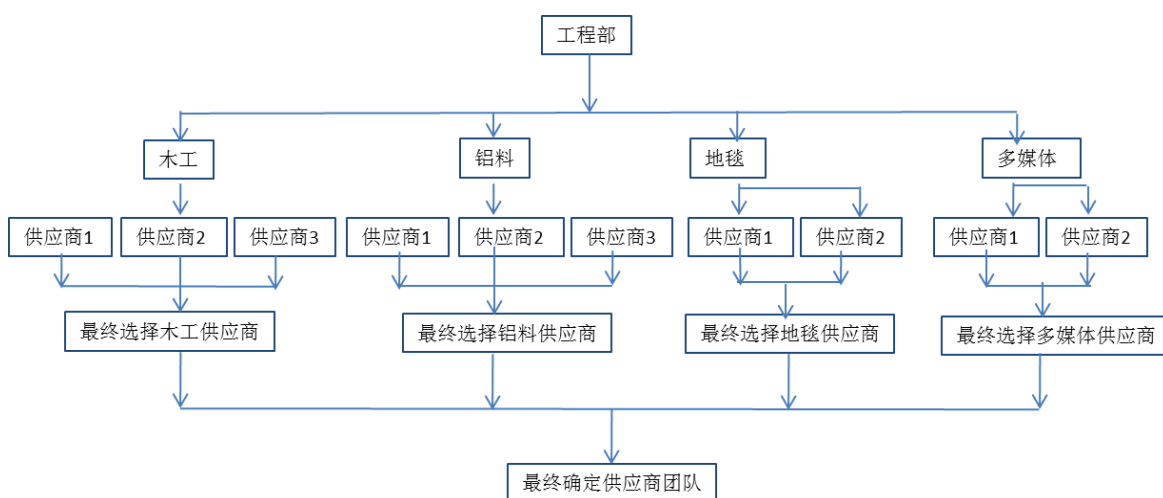 工程部
木工
铝料
地毯
多媒体
供应商1
供应商2
供应商3
供应商1
供应商2
供应商3
供应商1
供应商2
供应商1
供应商2
最终选择木工供应商
最终选择铝料供应商
最终选择地毯供应商
最终选择多媒体供应商
最终确定供应商团队